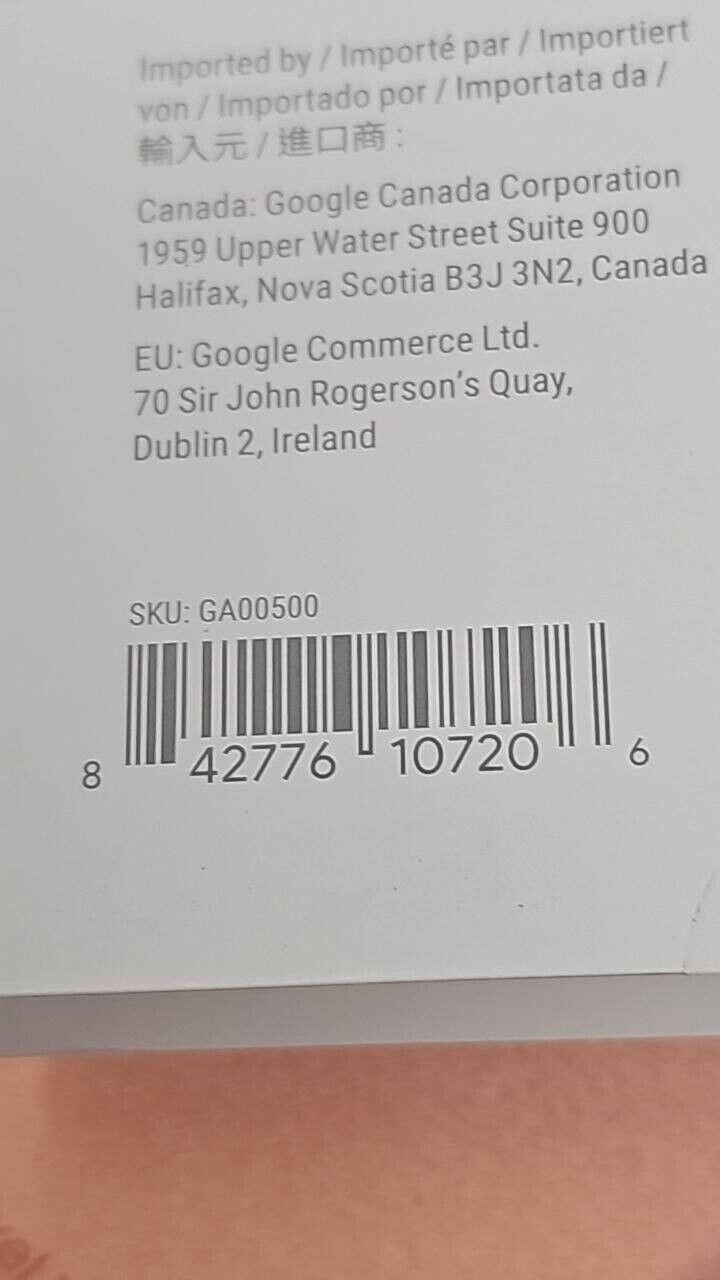 Imported by / Importé par / Importiert
von / Importado por / Importata da /
輸入元 / 進口商 :
Canada: Google Canada Corporation
1959 Upper Water Street Suite 900
Halifax, Nova Scotia B3J 3N2, Canada
EU: Google Commerce Ltd.
70 Sir John Rogerson’s Quay,
Dublin 2, Ireland
SKU: GA00500
8 42776 10720 6